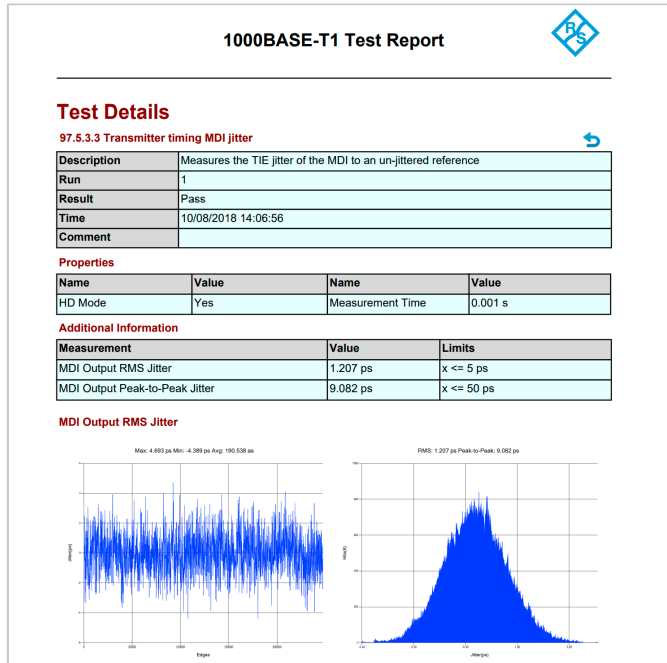 1000BASE-T1 Test Report
R
S
Test Details
97.5.3.3 Transmitter timing MDI jitter
Description Measures the TIE jitter of the MDI to an un-jittered reference
Run 1
Result Pass
Time 10/08/2018 14:06:56
Comment
Properties
Name Value Name Value
HD Mode Yes Measurement Time 0.001 s
Additional Information
Measurement Value Limits
MDI Output RMS Jitter 1.207 ps x <= 5 ps
MDI Output Peak-to-Peak Jitter 9.082 ps x <= 50 ps
MDI Output RMS Jitter
Max: 4.693 ps Min: -4.389 ps Avg: 190.538 as
RMS: 1.207 ps Peak-to-Peak: 9.082 ps
Jitter(ps)
Edges
Hits(K)
Jitter(ps)